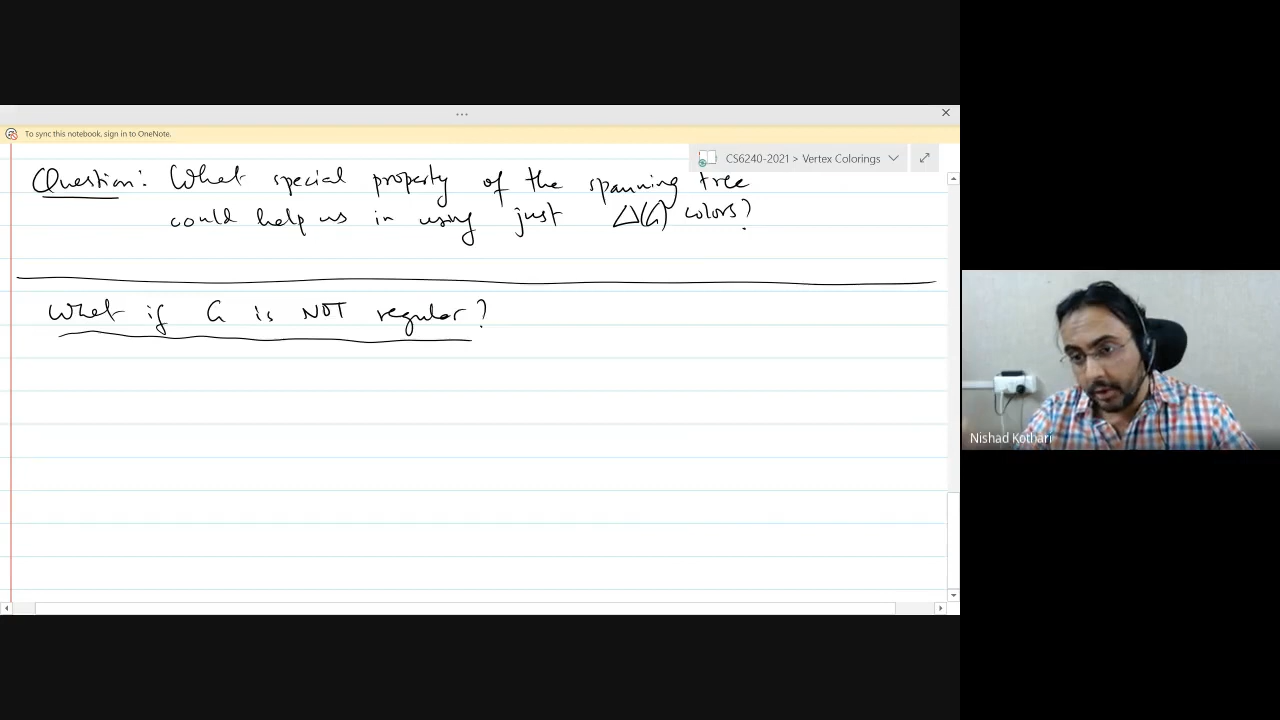 To sync this notebook, sign in to OneNote.
CS6240-2021 > Vertex Colorings
Question: What special property of the spanning tree
could help us in using just Δ(G) colors?
What if G is NOT regular?
Nishad Kothari